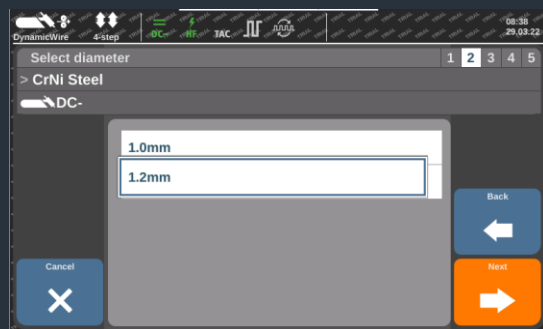 DynamicWire
4-step
DC-
HF
TAC
08:38
29.03.22
Select diameter
1 2 3 4 5
> CrNi Steel
DC-
1.0mm
1.2mm
Back
Cancel
Next